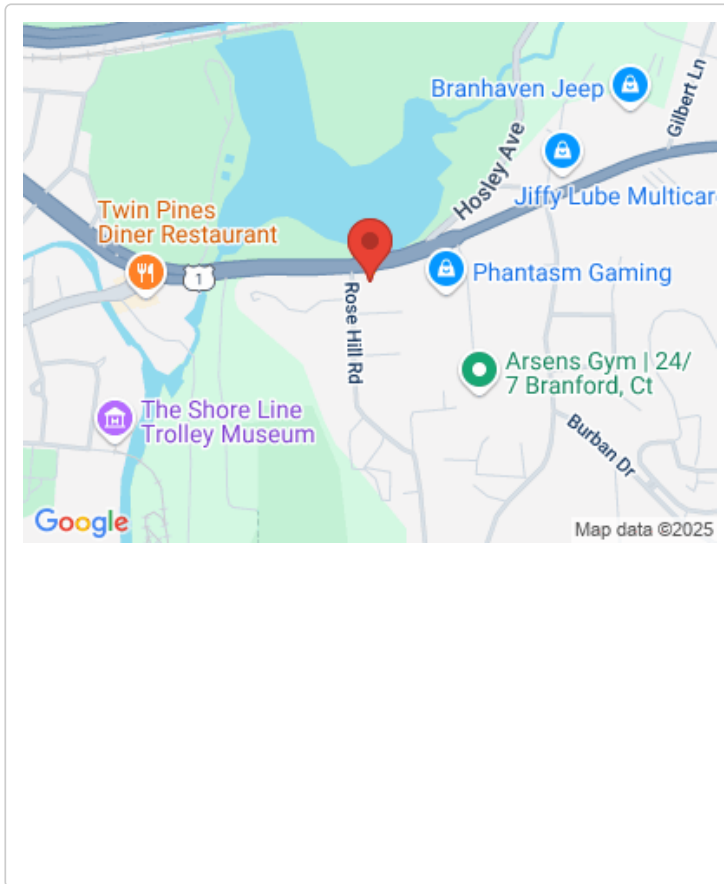 Branhaven Jeep
Gilbert Ln
Hosley Ave
Jiffy Lube Multicar
Twin Pines
Diner Restaurant
1
Phantasm Gaming
Rose Hill Rd
Arsens Gym | 24/
7 Branford, Ct
The Shore Line
Trolley Museum
Burban Dr
Google
Map data ©2025